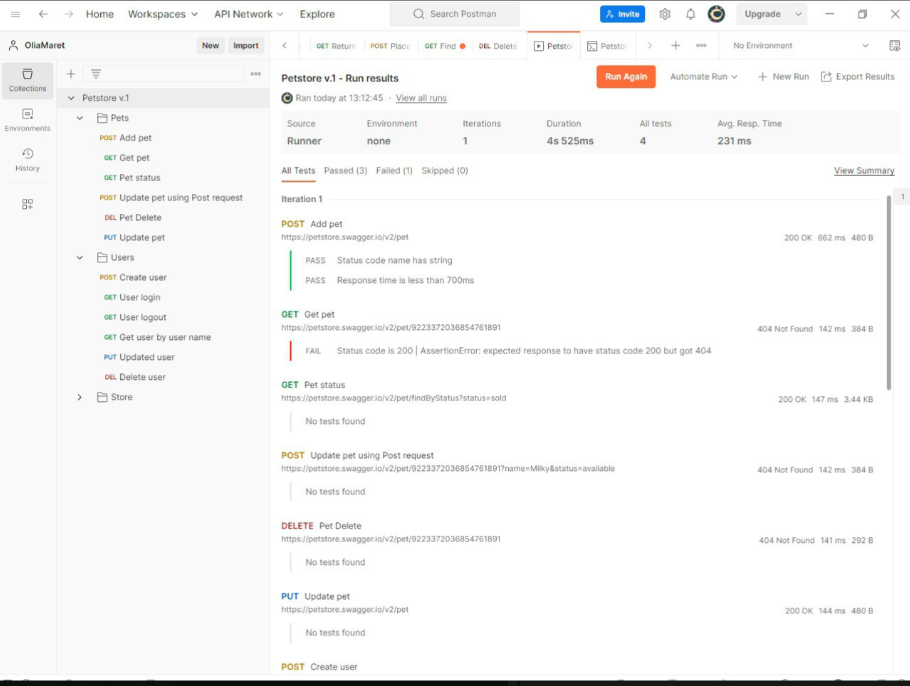 Home Workspaces API Network Explore Search Postman Invite Upgrade
OliaMaret New Import GET Return POST Place GET Find DEL Delete Petsto Petstor No Environment
Collections
Environments
History
Petstore v.1
Pets
POST Add pet
GET Get pet
GET Pet status
POST Update pet using Post request
DEL Pet Delete
PUT Update pet
Users
POST Create user
GET User login
GET User logout
GET Get user by user name
PUT Updated user
DEL Delete user
Store
Petstore v.1 - Run results Run Again Automate Run New Run Export Results
Ran today at 13:12:45 · View all runs
Source Environment Iterations Duration All tests Avg. Resp. Time
Runner none 1 4s 525ms 4 231 ms
All Tests Passed (3) Failed (1) Skipped (0) View Summary
Iteration 1
1
POST Add pet
https://petstore.swagger.io/v2/pet 200 OK 662 ms 480 B
PASS Status code name has string
PASS Response time is less than 700ms
GET Get pet
https://petstore.swagger.io/v2/pet/9223372036854761891 404 Not Found 142 ms 384 B
FAIL Status code is 200 | AssertionError: expected response to have status code 200 but got 404
GET Pet status
https://petstore.swagger.io/v2/pet/findByStatus?status=sold 200 OK 147 ms 3.44 KB
No tests found
POST Update pet using Post request
https://petstore.swagger.io/v2/pet/9223372036854761891?name=Milky&status=available 404 Not Found 142 ms 384 B
No tests found
DELETE Pet Delete
https://petstore.swagger.io/v2/pet/9223372036854761891 404 Not Found 141 ms 292 B
No tests found
PUT Update pet
https://petstore.swagger.io/v2/pet 200 OK 144 ms 480 B
No tests found
POST Create user